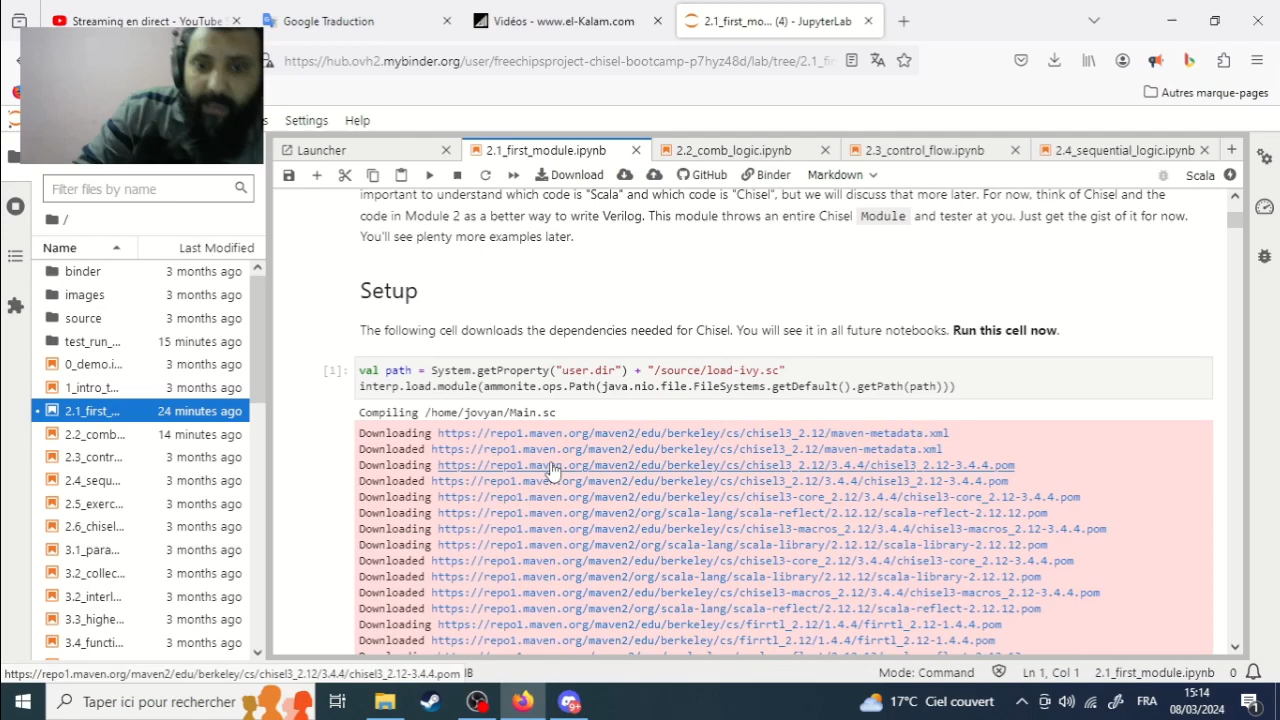 Streaming en direct - YouTube S
Google Traduction
Vidéos - www.el-Kalam.com
2.1_first_mo... (4) - JupyterLab
https://hub.ovh2.mybinder.org/user/freechipsproject-chisel-bootcamp-p7hyz48d/lab/tree/2.1_fir
Autres marque-pages
Settings
Help
Launcher
2.1_first_module.ipynb
2.2_comb_logic.ipynb
2.3_control_flow.ipynb
2.4_sequential_logic.ipynb
Download
GitHub
Binder
Markdown
Scala
Filter files by name
/
Name
Last Modified
binder 3 months ago
images 3 months ago
source 3 months ago
test_run_... 15 minutes ago
0_demo.i... 3 months ago
1_intro_t... 3 months ago
2.1_first_... 24 minutes ago
2.2_comb... 14 minutes ago
2.3_contr... 3 months ago
2.4_sequ... 3 months ago
2.5_exerc... 3 months ago
2.6_chisel... 3 months ago
3.1_para... 3 months ago
3.2_collec... 3 months ago
3.2_interl... 3 months ago
3.3_highe... 3 months ago
3.4_functi... 3 months ago
important to understand which code is "Scala" and which code is "Chisel", but we will discuss that more later. For now, think of Chisel and the
code in Module 2 as a better way to write Verilog. This module throws an entire Chisel Module and tester at you. Just get the gist of it for now.
You'll see plenty more examples later.
Setup
The following cell downloads the dependencies needed for Chisel. You will see it in all future notebooks. Run this cell now.
[1]: val path = System.getProperty("user.dir") + "/source/load-ivy.sc"
interp.load.module(ammonite.ops.Path(java.nio.file.FileSystems.getDefault().getPath(path)))
Compiling /home/jovyan/Main.sc
Downloading https://repo1.maven.org/maven2/edu/berkeley/cs/chisel3_2.12/maven-metadata.xml
Downloaded https://repo1.maven.org/maven2/edu/berkeley/cs/chisel3_2.12/maven-metadata.xml
Downloading https://repo1.maven.org/maven2/edu/berkeley/cs/chisel3_2.12/3.4.4/chisel3_2.12-3.4.4.pom
Downloaded https://repo1.maven.org/maven2/edu/berkeley/cs/chisel3_2.12/3.4.4/chisel3_2.12-3.4.4.pom
Downloading https://repo1.maven.org/maven2/edu/berkeley/cs/chisel3-core_2.12/3.4.4/chisel3-core_2.12-3.4.4.pom
Downloading https://repo1.maven.org/maven2/org/scala-lang/scala-reflect/2.12.12/scala-reflect-2.12.12.pom
Downloading https://repo1.maven.org/maven2/edu/berkeley/cs/chisel3-macros_2.12/3.4.4/chisel3-macros_2.12-3.4.4.pom
Downloading https://repo1.maven.org/maven2/org/scala-lang/scala-library/2.12.12/scala-library-2.12.12.pom
Downloaded https://repo1.maven.org/maven2/edu/berkeley/cs/chisel3-core_2.12/3.4.4/chisel3-core_2.12-3.4.4.pom
Downloaded https://repo1.maven.org/maven2/org/scala-lang/scala-library/2.12.12/scala-library-2.12.12.pom
Downloaded https://repo1.maven.org/maven2/edu/berkeley/cs/chisel3-macros_2.12/3.4.4/chisel3-macros_2.12-3.4.4.pom
Downloaded https://repo1.maven.org/maven2/org/scala-lang/scala-reflect/2.12.12/scala-reflect-2.12.12.pom
Downloading https://repo1.maven.org/maven2/edu/berkeley/cs/firrtl_2.12/1.4.4/firrtl_2.12-1.4.4.pom
Downloaded https://repo1.maven.org/maven2/edu/berkeley/cs/firrtl_2.12/1.4.4/firrtl_2.12-1.4.4.pom
https://repo1.maven.org/maven2/edu/berkeley/cs/chisel3_2.12/3.4.4/chisel3_2.12-3.4.4.pom
Mode: Command
Ln 1, Col 1
2.1_first_module.ipynb
0
Taper ici pour rechercher
17°C Ciel couvert
FRA
15:14
08/03/2024